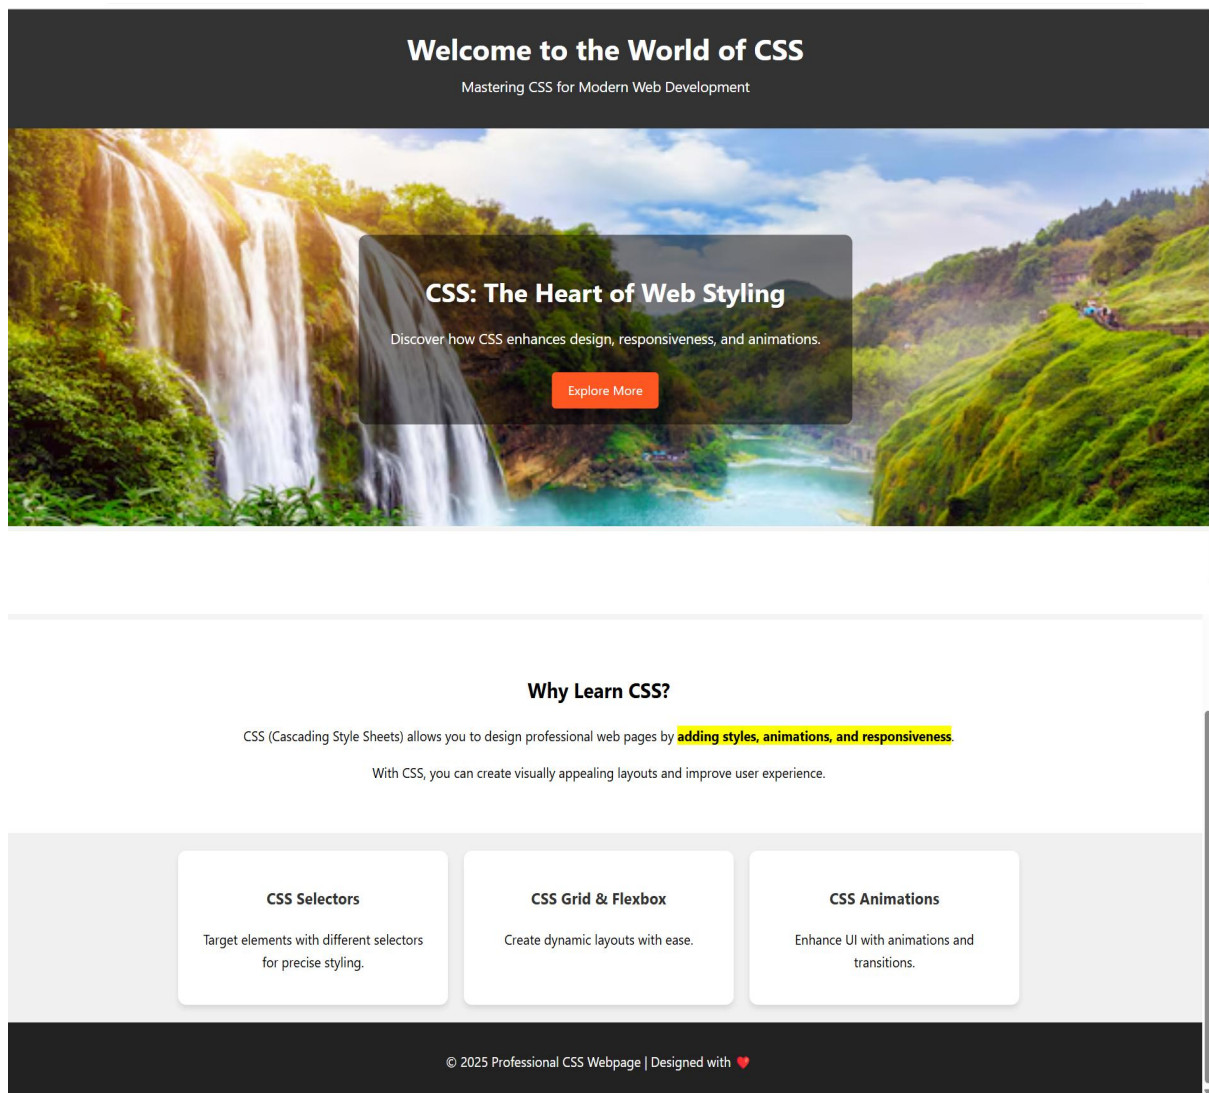 Welcome to the World of CSS
Mastering CSS for Modern Web Development
CSS: The Heart of Web Styling
Discover how CSS enhances design, responsiveness, and animations.
Explore More
Why Learn CSS?
CSS (Cascading Style Sheets) allows you to design professional web pages by adding styles, animations, and responsiveness.
With CSS, you can create visually appealing layouts and improve user experience.
CSS Selectors
Target elements with different selectors
for precise styling.
CSS Grid & Flexbox
Create dynamic layouts with ease.
CSS Animations
Enhance UI with animations and
transitions.
© 2025 Professional CSS Webpage | Designed with ❤️